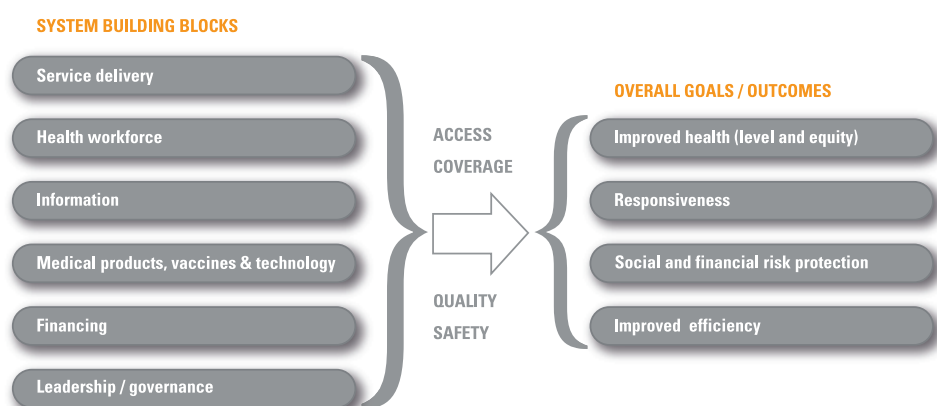 SYSTEM BUILDING BLOCKS
Service delivery
Health workforce
Information
Medical products, vaccines & technology
Financing
Leadership / governance
ACCESS
COVERAGE
QUALITY
SAFETY
OVERALL GOALS / OUTCOMES
Improved health (level and equity)
Responsiveness
Social and financial risk protection
Improved efficiency